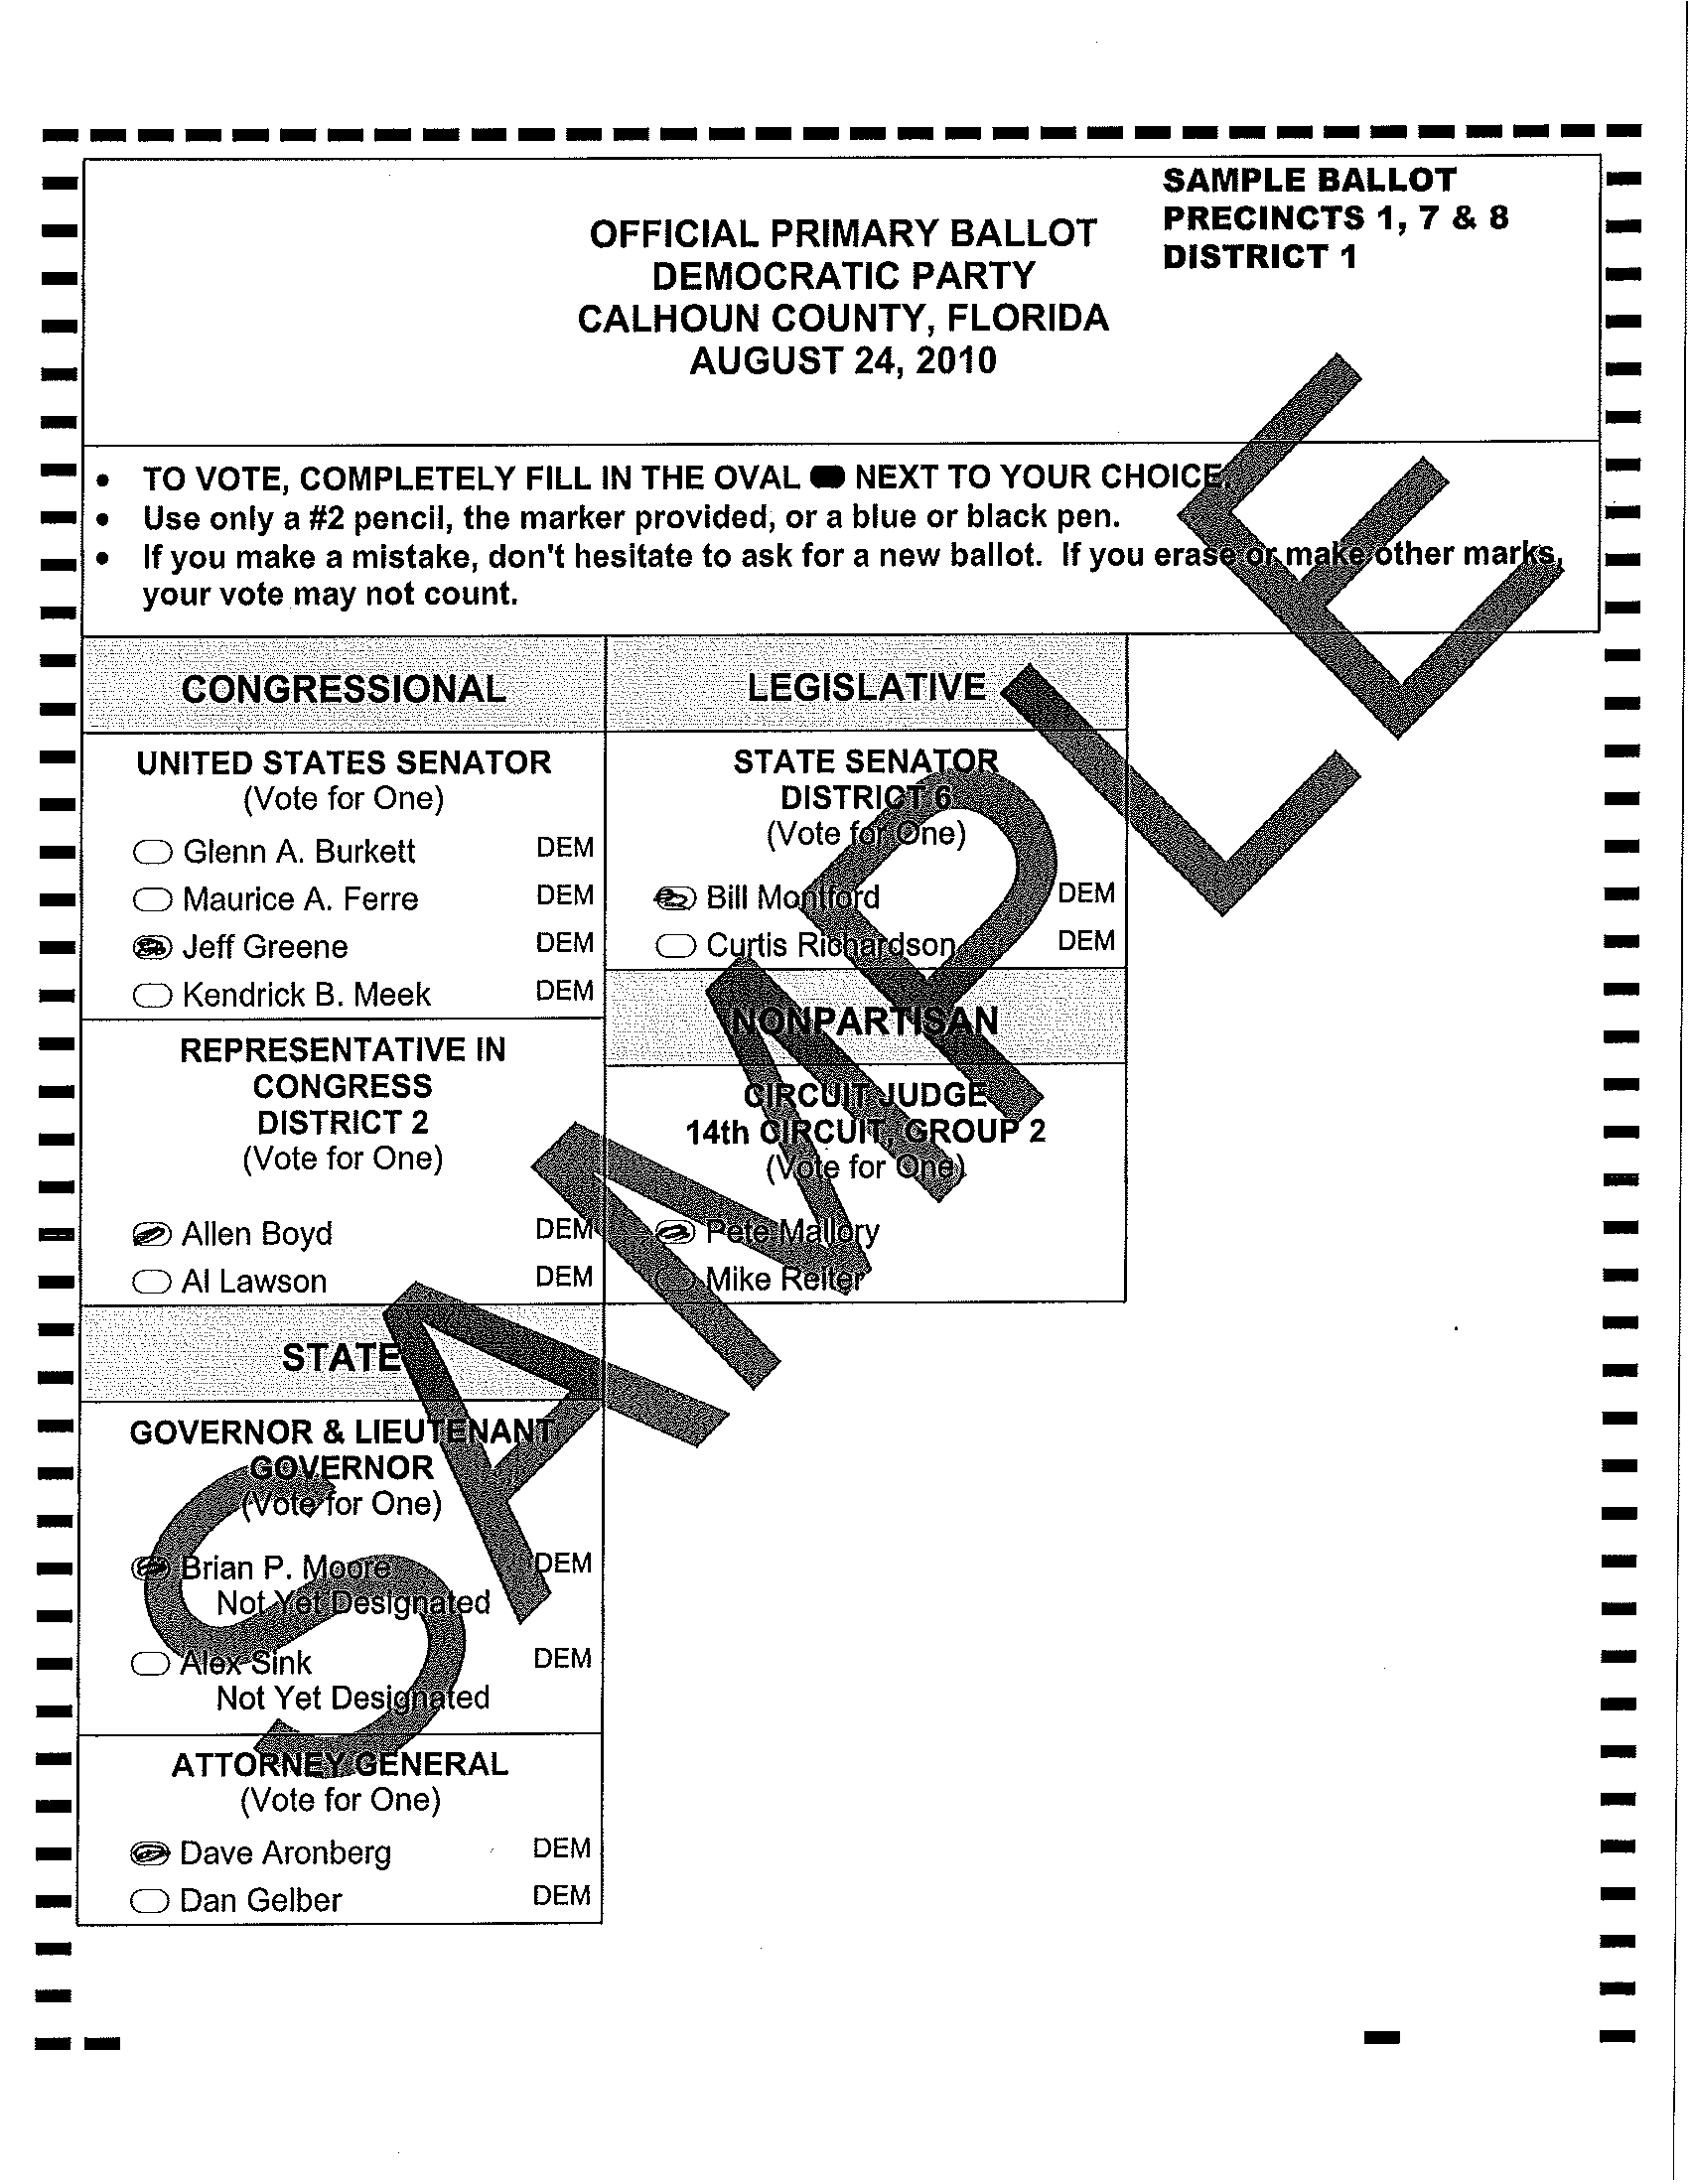 SAMPLE BALLOT
PRECINCTS 1, 7 & 8
DISTRICT 1
OFFICIAL PRIMARY BALLOT
DEMOCRATIC PARTY
CALHOUN COUNTY, FLORIDA
AUGUST 24, 2010
• TO VOTE, COMPLETELY FILL IN THE OVAL NEXT TO YOUR CHOICE.
• Use only a #2 pencil, the marker provided, or a blue or black pen.
• If you make a mistake, don't hesitate to ask for a new ballot. If you erase or make other marks,
your vote may not count.
CONGRESSIONAL
UNITED STATES SENATOR
(Vote for One)
Glenn A. Burkett DEM
Maurice A. Ferre DEM
Jeff Greene DEM
Kendrick B. Meek DEM
REPRESENTATIVE IN
CONGRESS
DISTRICT 2
(Vote for One)
Allen Boyd DEM
Al Lawson DEM
STATE
GOVERNOR & LIEUTENANT
GOVERNOR
(Vote for One)
Brian P. Moore DEM
Not Yet Designated
Alex Sink DEM
Not Yet Designated
ATTORNEY GENERAL
(Vote for One)
Dave Aronberg DEM
Dan Gelber DEM
LEGISLATIVE
STATE SENATOR
DISTRICT 6
(Vote for One)
Bill Montford DEM
Curtis Richardson DEM
NONPARTISAN
CIRCUIT JUDGE
14th CIRCUIT, GROUP 2
(Vote for One)
Pete Mallory
Mike Reiter
SAMPLE